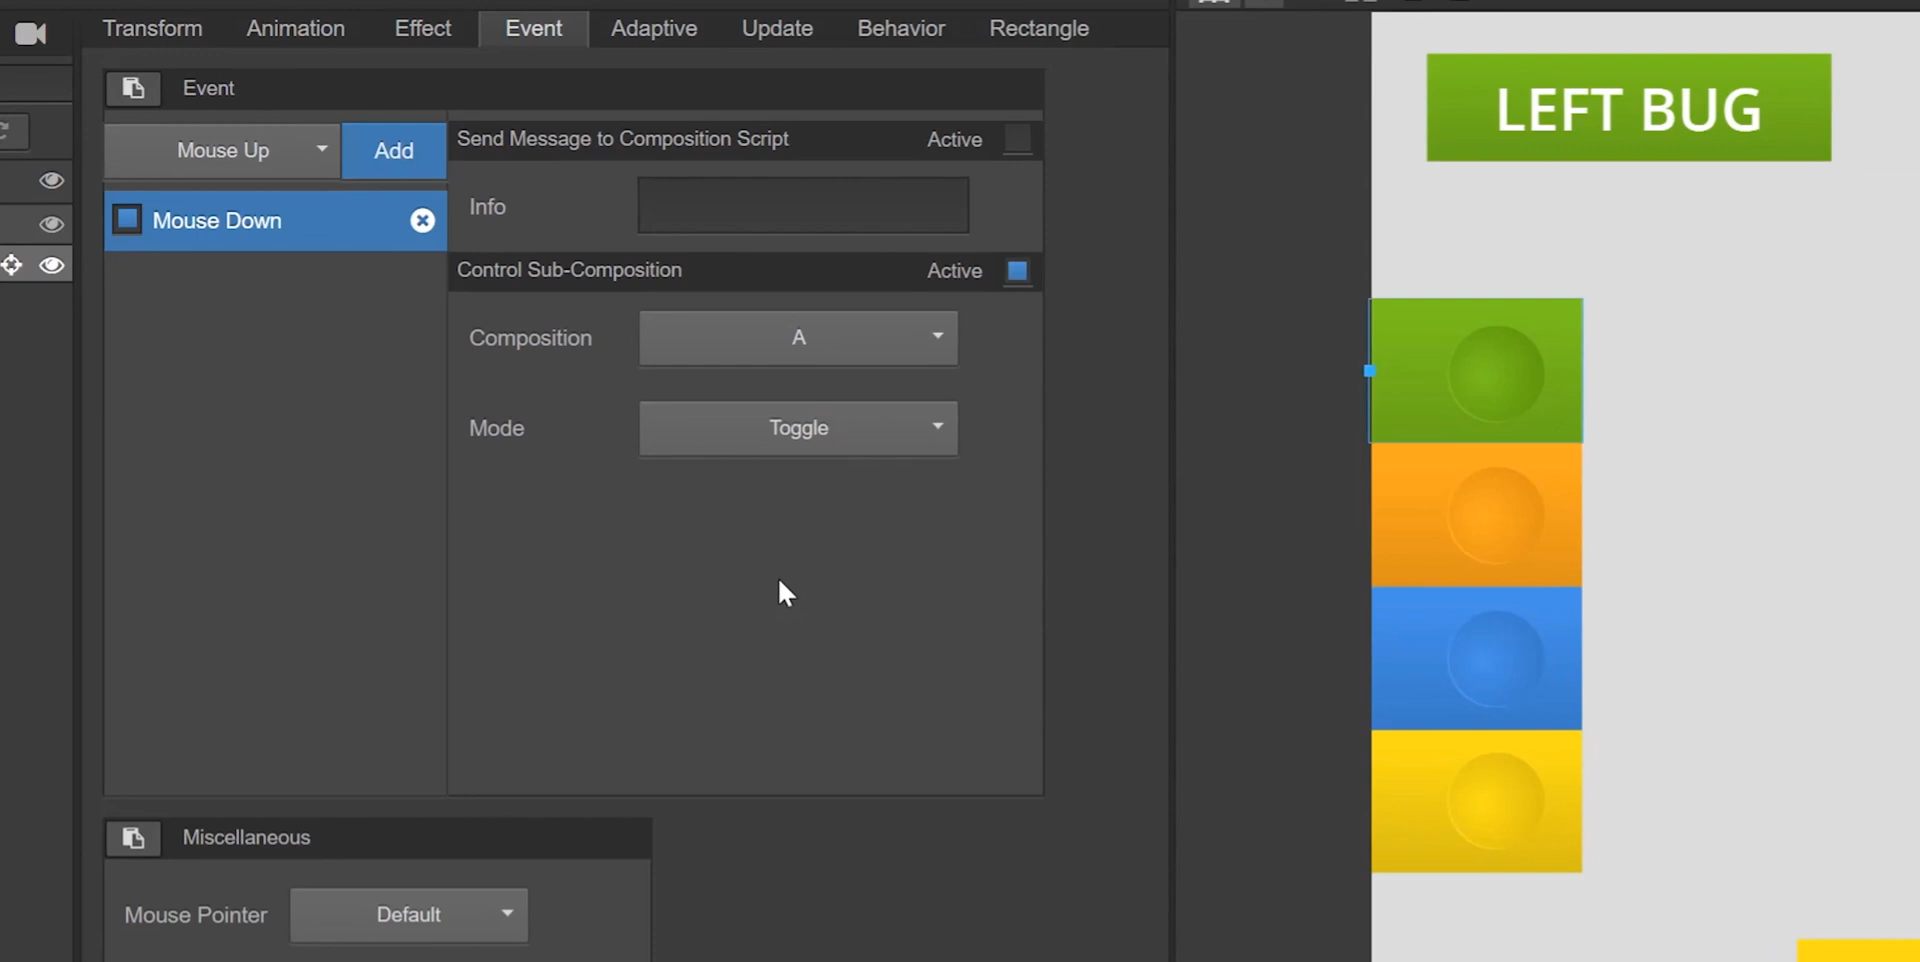 Transform Animation Effect Event Adaptive Update Behavior Rectangle
Event
Mouse Up Add
Mouse Down
Send Message to Composition Script Active
Info
Control Sub-Composition Active
Composition A
Mode Toggle
Miscellaneous
Mouse Pointer Default
LEFT BUG